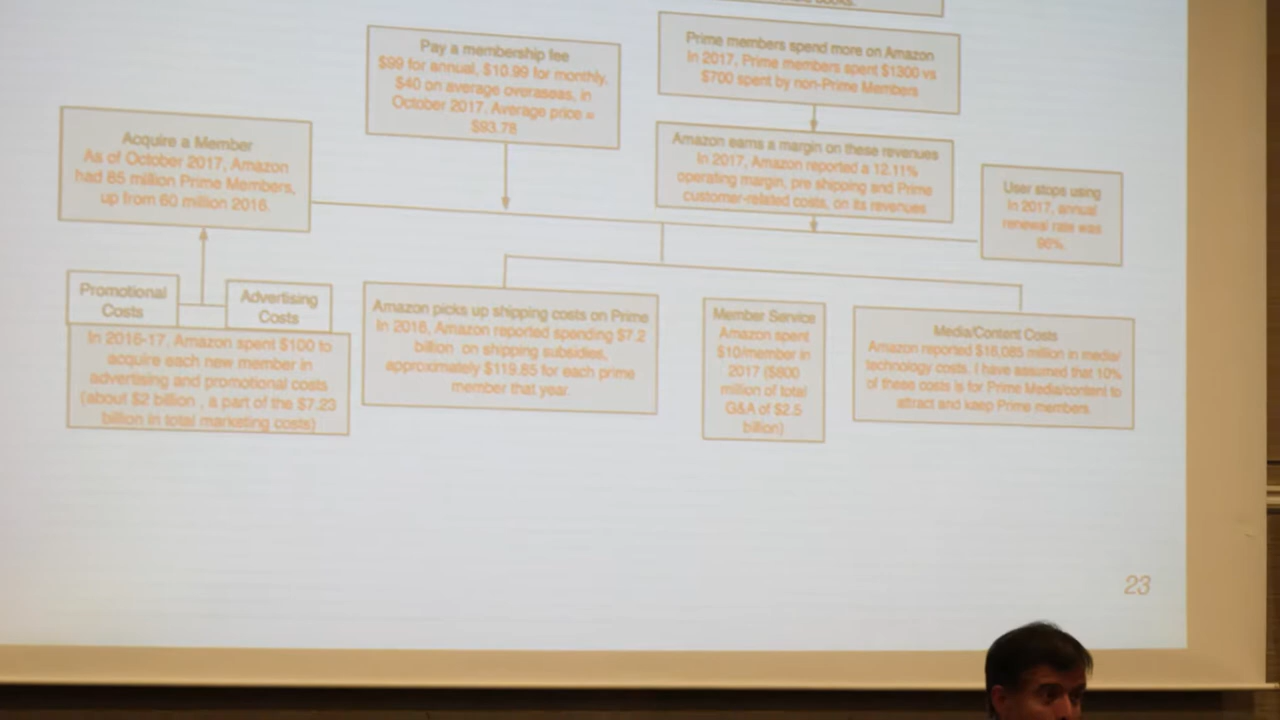 books.
Pay a membership fee
$99 for annual, $10.99 for monthly.
$40 on average overseas, in
October 2017. Average price =
$93.78
Prime members spend more on Amazon
In 2017, Prime members spent $1300 vs
$700 spent by non-Prime Members
Acquire a Member
As of October 2017, Amazon
had 85 million Prime Members,
up from 60 million 2016.
Amazon earns a margin on these revenues
In 2017, Amazon reported a 12.11%
operating margin, pre shipping and Prime
customer-related costs, on its revenues
User stops using
In 2017, annual
renewal rate was
96%.
Promotional
Costs
Advertising
Costs
In 2016-17, Amazon spent $100 to
acquire each new member in
advertising and promotional costs
(about $2 billion , a part of the $7.23
billion in total marketing costs)
Amazon picks up shipping costs on Prime
In 2016, Amazon reported spending $7.2
billion on shipping subsidies,
approximately $119.85 for each prime
member that year.
Member Service
Amazon spent
$10/member in
2017 ($800
million of total
G&A of $2.5
billion)
Media/Content Costs
Amazon reported $16,085 million in media/
technology costs. I have assumed that 10%
of these costs is for Prime Media/content to
attract and keep Prime members.
23